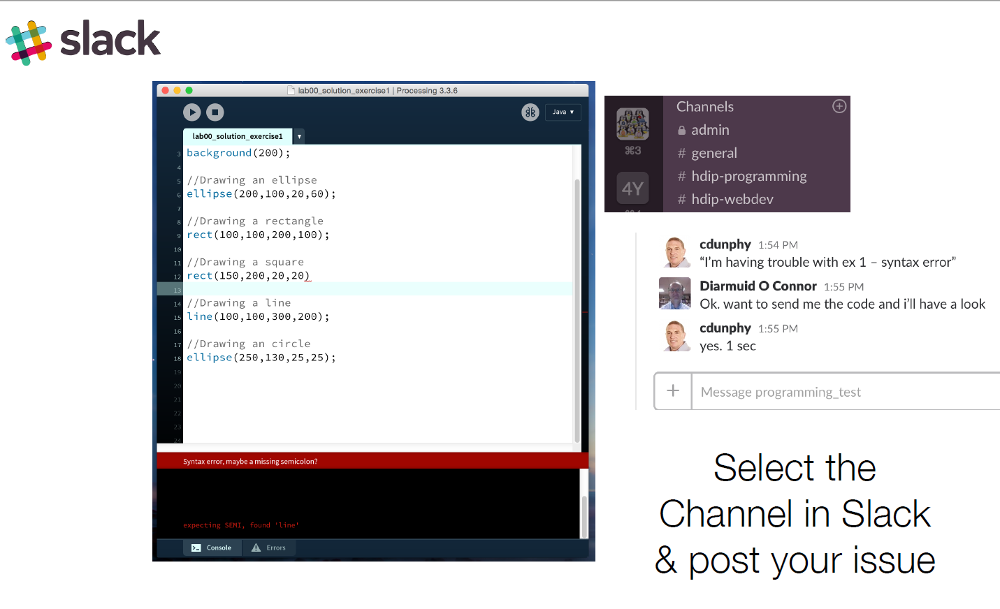 slack
lab00_solution_exercise1 | Processing 3.3.6
Java ▾
lab00_solution_exercise1 ▾
3 background(200);
4
5 //Drawing an ellipse
6 ellipse(200,100,20,60);
7
8 //Drawing a rectangle
9 rect(100,100,200,100);
10
11 //Drawing a square
12 rect(150,200,20,20)
13
14 //Drawing a line
15 line(100,100,300,200);
16
17 //Drawing an circle
18 ellipse(250,130,25,25);
19
20
21
22
23
24
Syntax error, maybe a missing semicolon?
expecting SEMI, found 'line'
Console
Errors
⌘3
4Y
Channels
admin
# general
# hdip-programming
# hdip-webdev
cdunphy 1:54 PM
“I’m having trouble with ex 1 – syntax error”
Diarmuid O Connor 1:55 PM
Ok. want to send me the code and i’ll have a look
cdunphy 1:55 PM
yes. 1 sec
+ Message programming_test
Select the
Channel in Slack
& post your issue